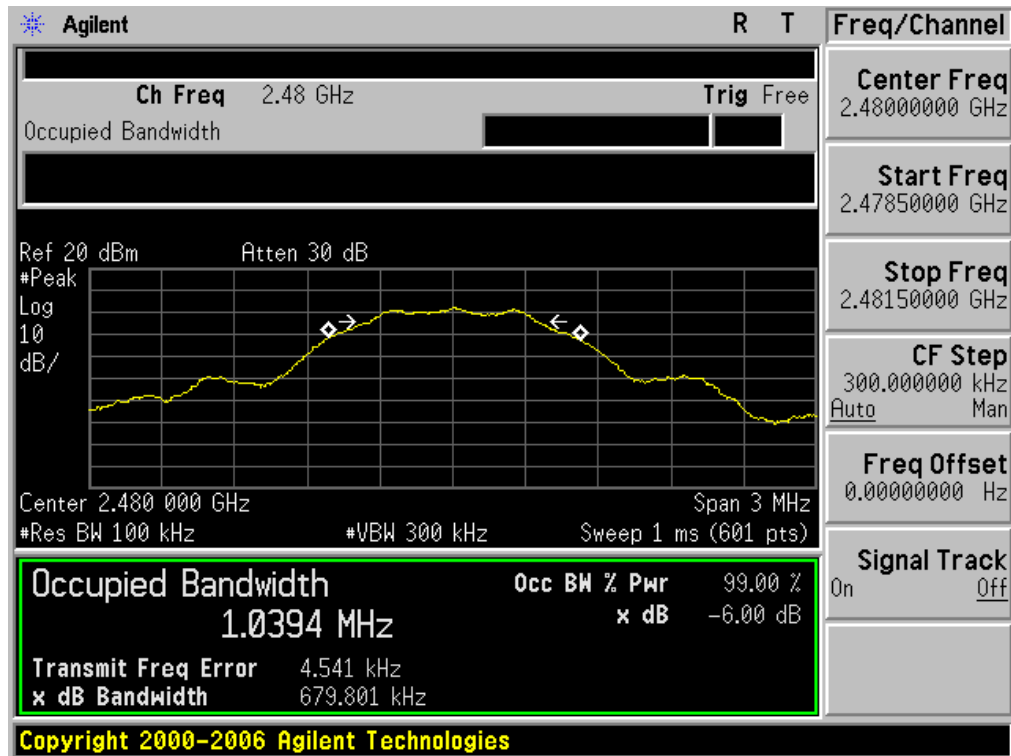 Agilent R T
Ch Freq 2.48 GHz Trig Free
Occupied Bandwidth
Ref 20 dBm Atten 30 dB
#Peak
Log
10
dB/
Center 2.480 000 GHz Span 3 MHz
#Res BW 100 kHz #VBW 300 kHz Sweep 1 ms (601 pts)
Occupied Bandwidth Occ BW % Pwr 99.00 %
1.0394 MHz x dB -6.00 dB
Transmit Freq Error 4.541 kHz
x dB Bandwidth 679.801 kHz
Copyright 2000-2006 Agilent Technologies
Freq/Channel
Center Freq
2.48000000 GHz
Start Freq
2.47850000 GHz
Stop Freq
2.48150000 GHz
CF Step
300.000000 kHz
Auto Man
Freq Offset
0.00000000 Hz
Signal Track
On Off